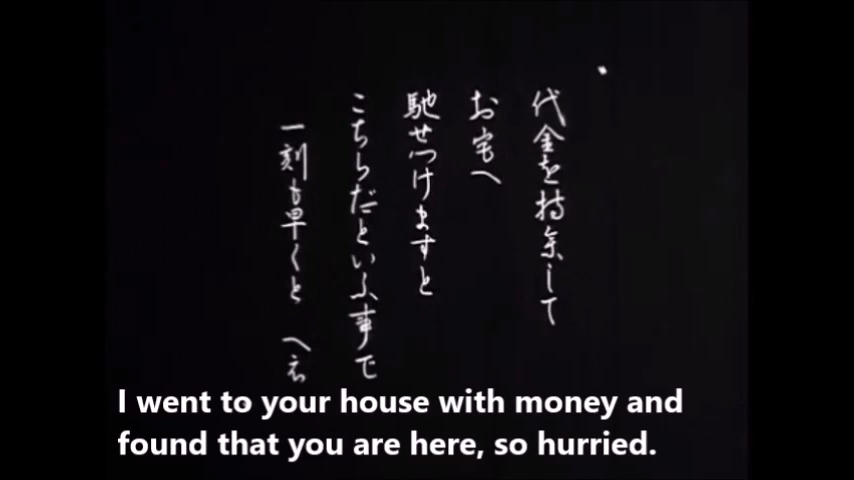 代金を持参して
お宅へ
馳せつけますと
こちらだといふ事で
一刻も早くと へえ
I went to your house with money and
found that you are here, so hurried.